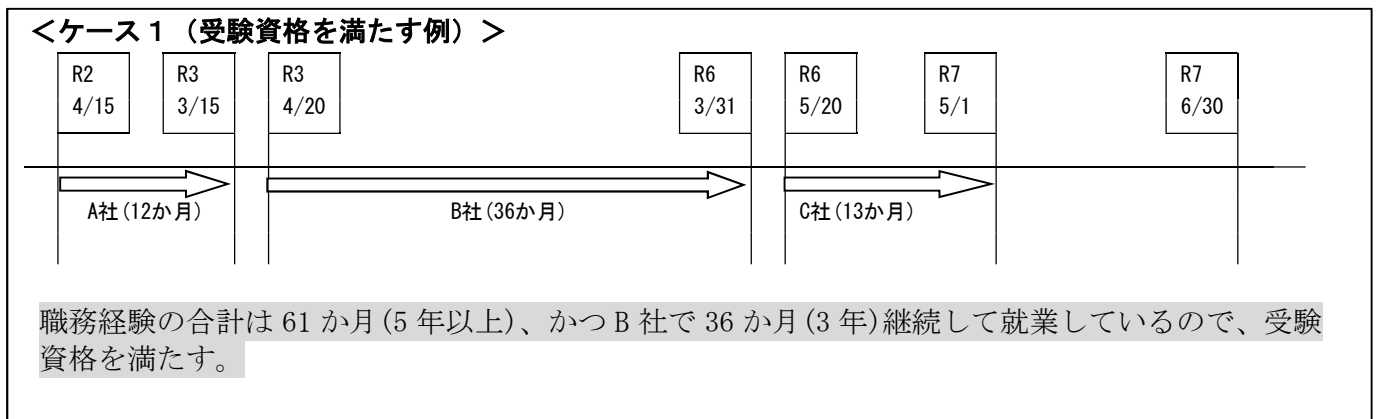 ＜ケース１（受験資格を満たす例）＞
R2 R3 R3 R6 R6 R7 R7
4/15 3/15 4/20 3/31 5/20 5/1 6/30
A社(12か月) B社(36か月) C社(13か月)
職務経験の合計は 61 か月(5 年以上)、かつ B 社で 36 か月(3 年)継続して就業しているので、受験
資格を満たす。